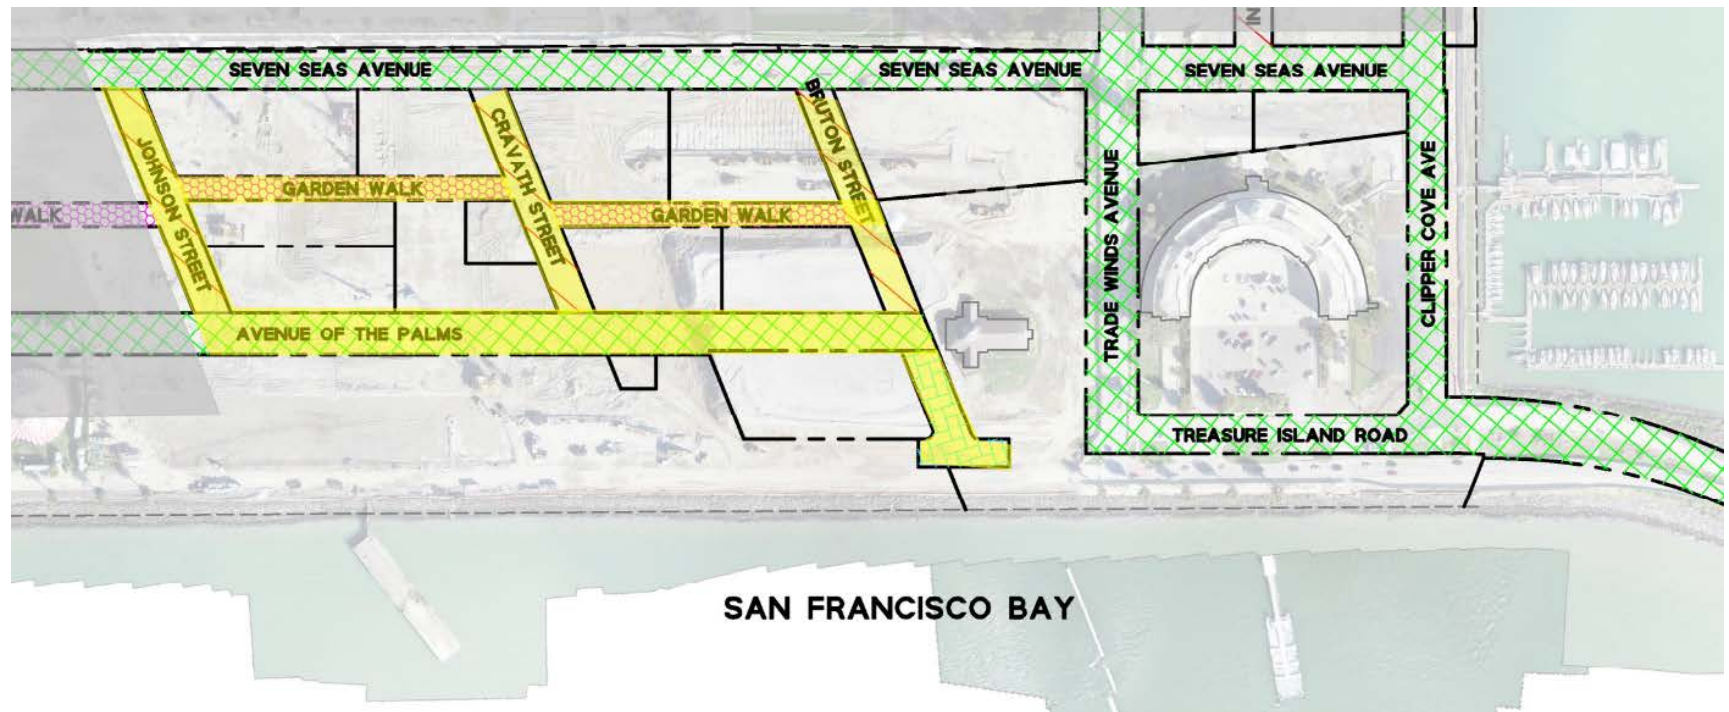 IN
SEVEN SEAS AVENUE
SEVEN SEAS AVENUE
SEVEN SEAS AVENUE
BRUTON STREET
CRAVATH STREET
JOHNSON STREET
GARDEN WALK
WALK
GARDEN WALK
TRADE WINDS AVENUE
CLIPPER COVE AVE
AVENUE OF THE PALMS
TREASURE ISLAND ROAD
SAN FRANCISCO BAY